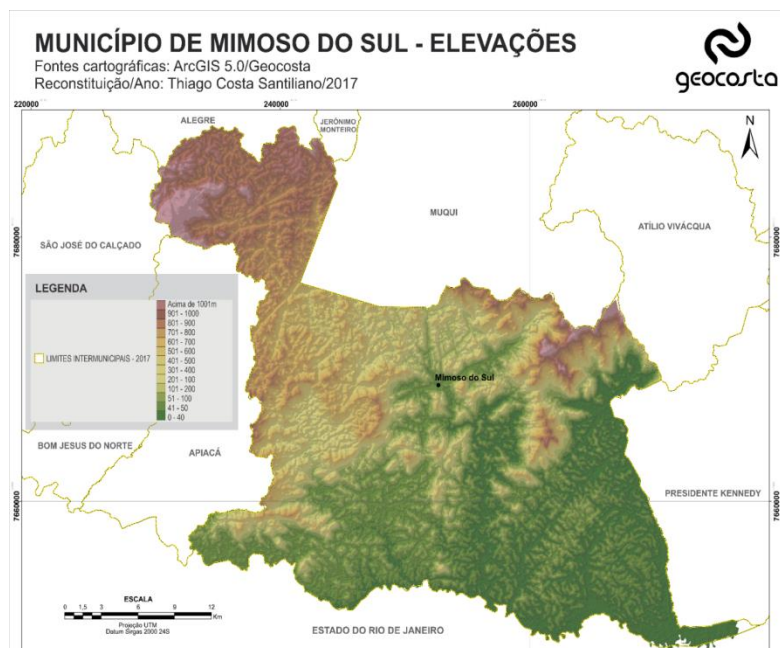 MUNICÍPIO DE MIMOSO DO SUL - ELEVAÇÕES
Fontes cartográficas: ArcGIS 5.0/Geocosta
Reconstituição/Ano: Thiago Costa Santiliano/2017
geocosta
220000
240000
260000
ALEGRE
JERÔNIMO
MONTEIRO
N
MUQUI
ATÍLIO VIVÁCQUA
SÃO JOSÉ DO CALÇADO
7680000
7680000
LEGENDA
LIMITES INTERMUNICIPAIS - 2017
Acima de 1001m
901 - 1000
801 - 900
701 - 800
601 - 700
501 - 600
401 - 500
301 - 400
201 - 100
101 - 200
51 - 100
41 - 50
0 - 40
Mimoso do Sul
BOM JESUS DO NORTE
APIACÁ
PRESIDENTE KENNEDY
7660000
7660000
ESCALA
0 1,5 3 6 9 12
Km
Projeção UTM
Datum Sirgas 2000 24S
ESTADO DO RIO DE JANEIRO